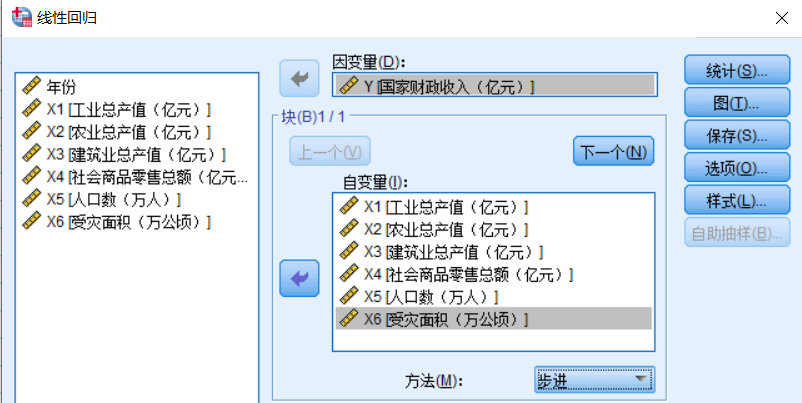 线性回归
年份
X1 [工业总产值（亿元）]
X2 [农业总产值（亿元）]
X3 [建筑业总产值（亿元）]
X4 [社会商品零售总额（亿元...
X5 [人口数（万人）]
X6 [受灾面积（万公顷）]
因变量(D):
Y [国家财政收入（亿元）]
块(B)1 / 1
上一个(V)
下一个(N)
自变量(I):
X1 [工业总产值（亿元）]
X2 [农业总产值（亿元）]
X3 [建筑业总产值（亿元）]
X4 [社会商品零售总额（亿元）]
X5 [人口数（万人）]
X6 [受灾面积（万公顷）]
方法(M):
步进
统计(S)...
图(T)...
保存(S)...
选项(O)...
样式(L)...
自助抽样(B)...